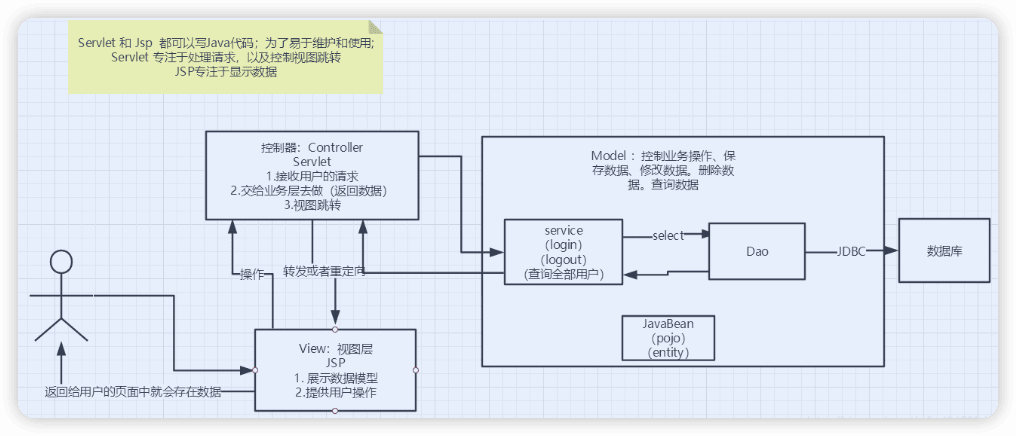 Servlet 和 Jsp 都可以写Java代码；为了易于维护和使用;
Servlet 专注于处理请求，以及控制视图跳转
JSP专注于显示数据
控制器：Controller
Servlet
1.接收用户的请求
2.交给业务层去做（返回数据）
3.视图跳转
Model ：控制业务操作、保
存数据、修改数据。删除数
据。查询数据
service
（login）
（logout）
（查询全部用户）
select
Dao
JDBC
数据库
JavaBean
（pojo）
（entity）
操作
转发或者重定向
View：视图层
JSP
1. 展示数据模型
2.提供用户操作
返回给用户的页面中就会存在数据